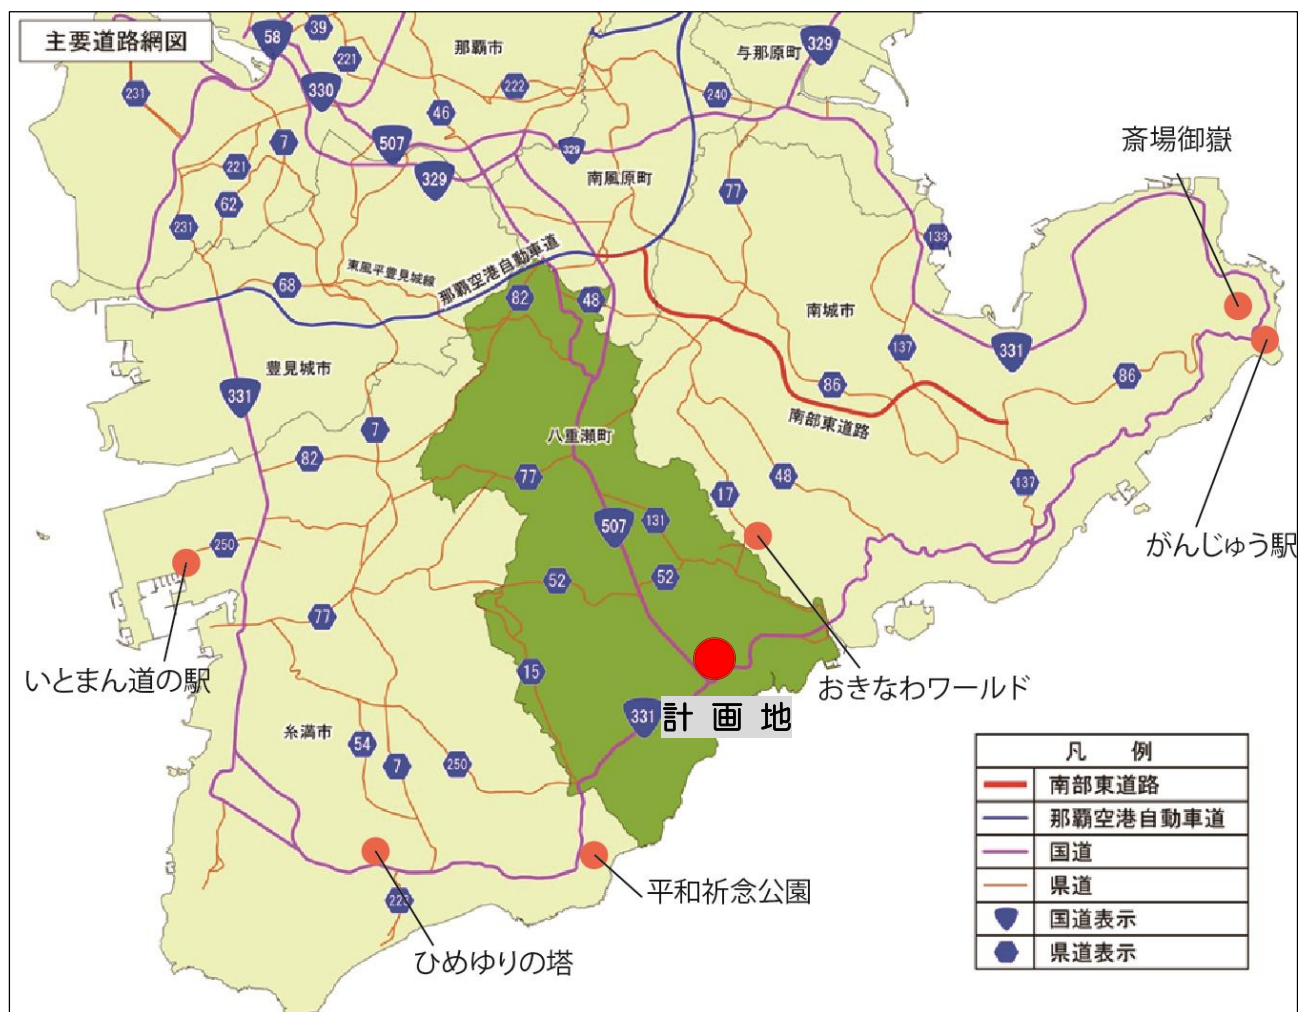 主要道路網図
58
39
那覇市
与那原町
329
221
330
222
231
46
240
7
507
329
斎場御嶽
221
329
南風原町
77
62
231
138
東風平豊見城線
那覇空港自動車道
68
82
48
南城市
137
331
豊見城市
331
86
86
南部東道路
7
八重瀬町
82
77
17
48
137
507
131
250
がんじゅう駅
52
52
77
いとまん道の駅
15
おきなわワールド
331
計画地
糸満市
54
7
250
凡 例
南部東道路
那覇空港自動車道
国道
県道
国道表示
県道表示
平和祈念公園
223
ひめゆりの塔